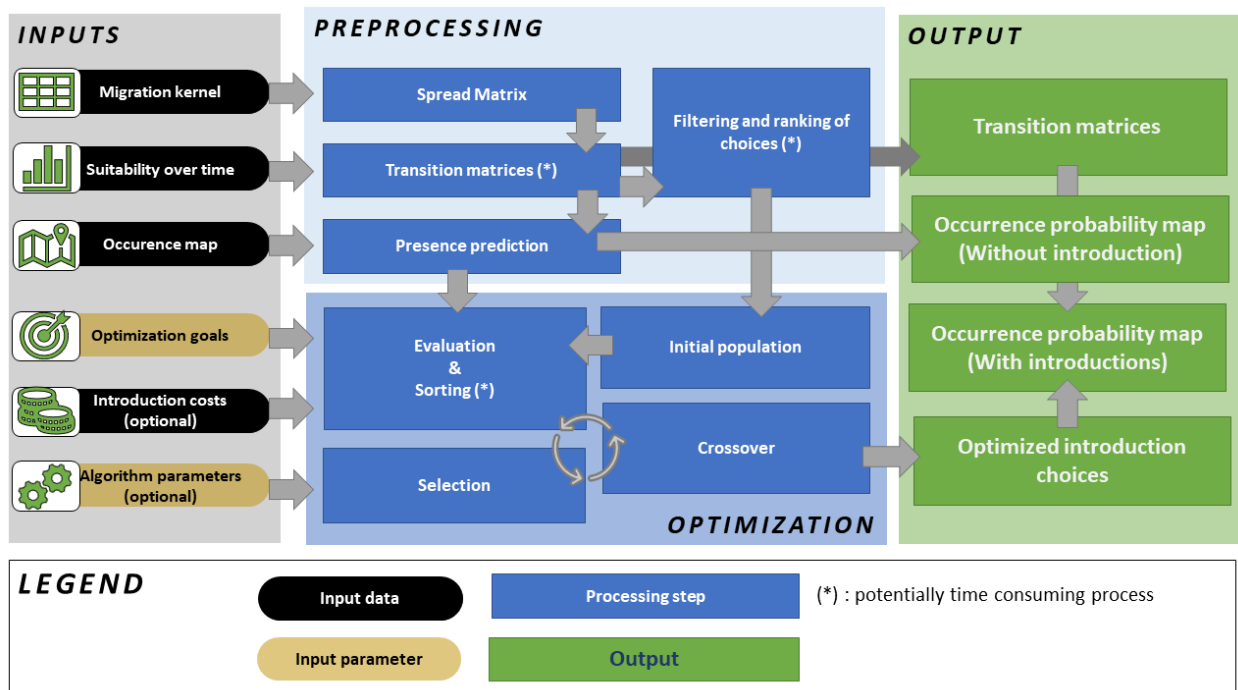 INPUTS
Migration kernel
Suitability over time
Occurence map
Optimization goals
Introduction costs
(optional)
Algorithm parameters
(optional)
PREPROCESSING
Spread Matrix
Transition matrices (*)
Presence prediction
Filtering and ranking of
choices (*)
Evaluation
&
Sorting (*)
Initial population
Selection
Crossover
OPTIMIZATION
OUTPUT
Transition matrices
Occurrence probability map
(Without introduction)
Occurrence probability map
(With introductions)
Optimized introduction
choices
LEGEND
Input data
Processing step
(*) : potentially time consuming process
Input parameter
Output